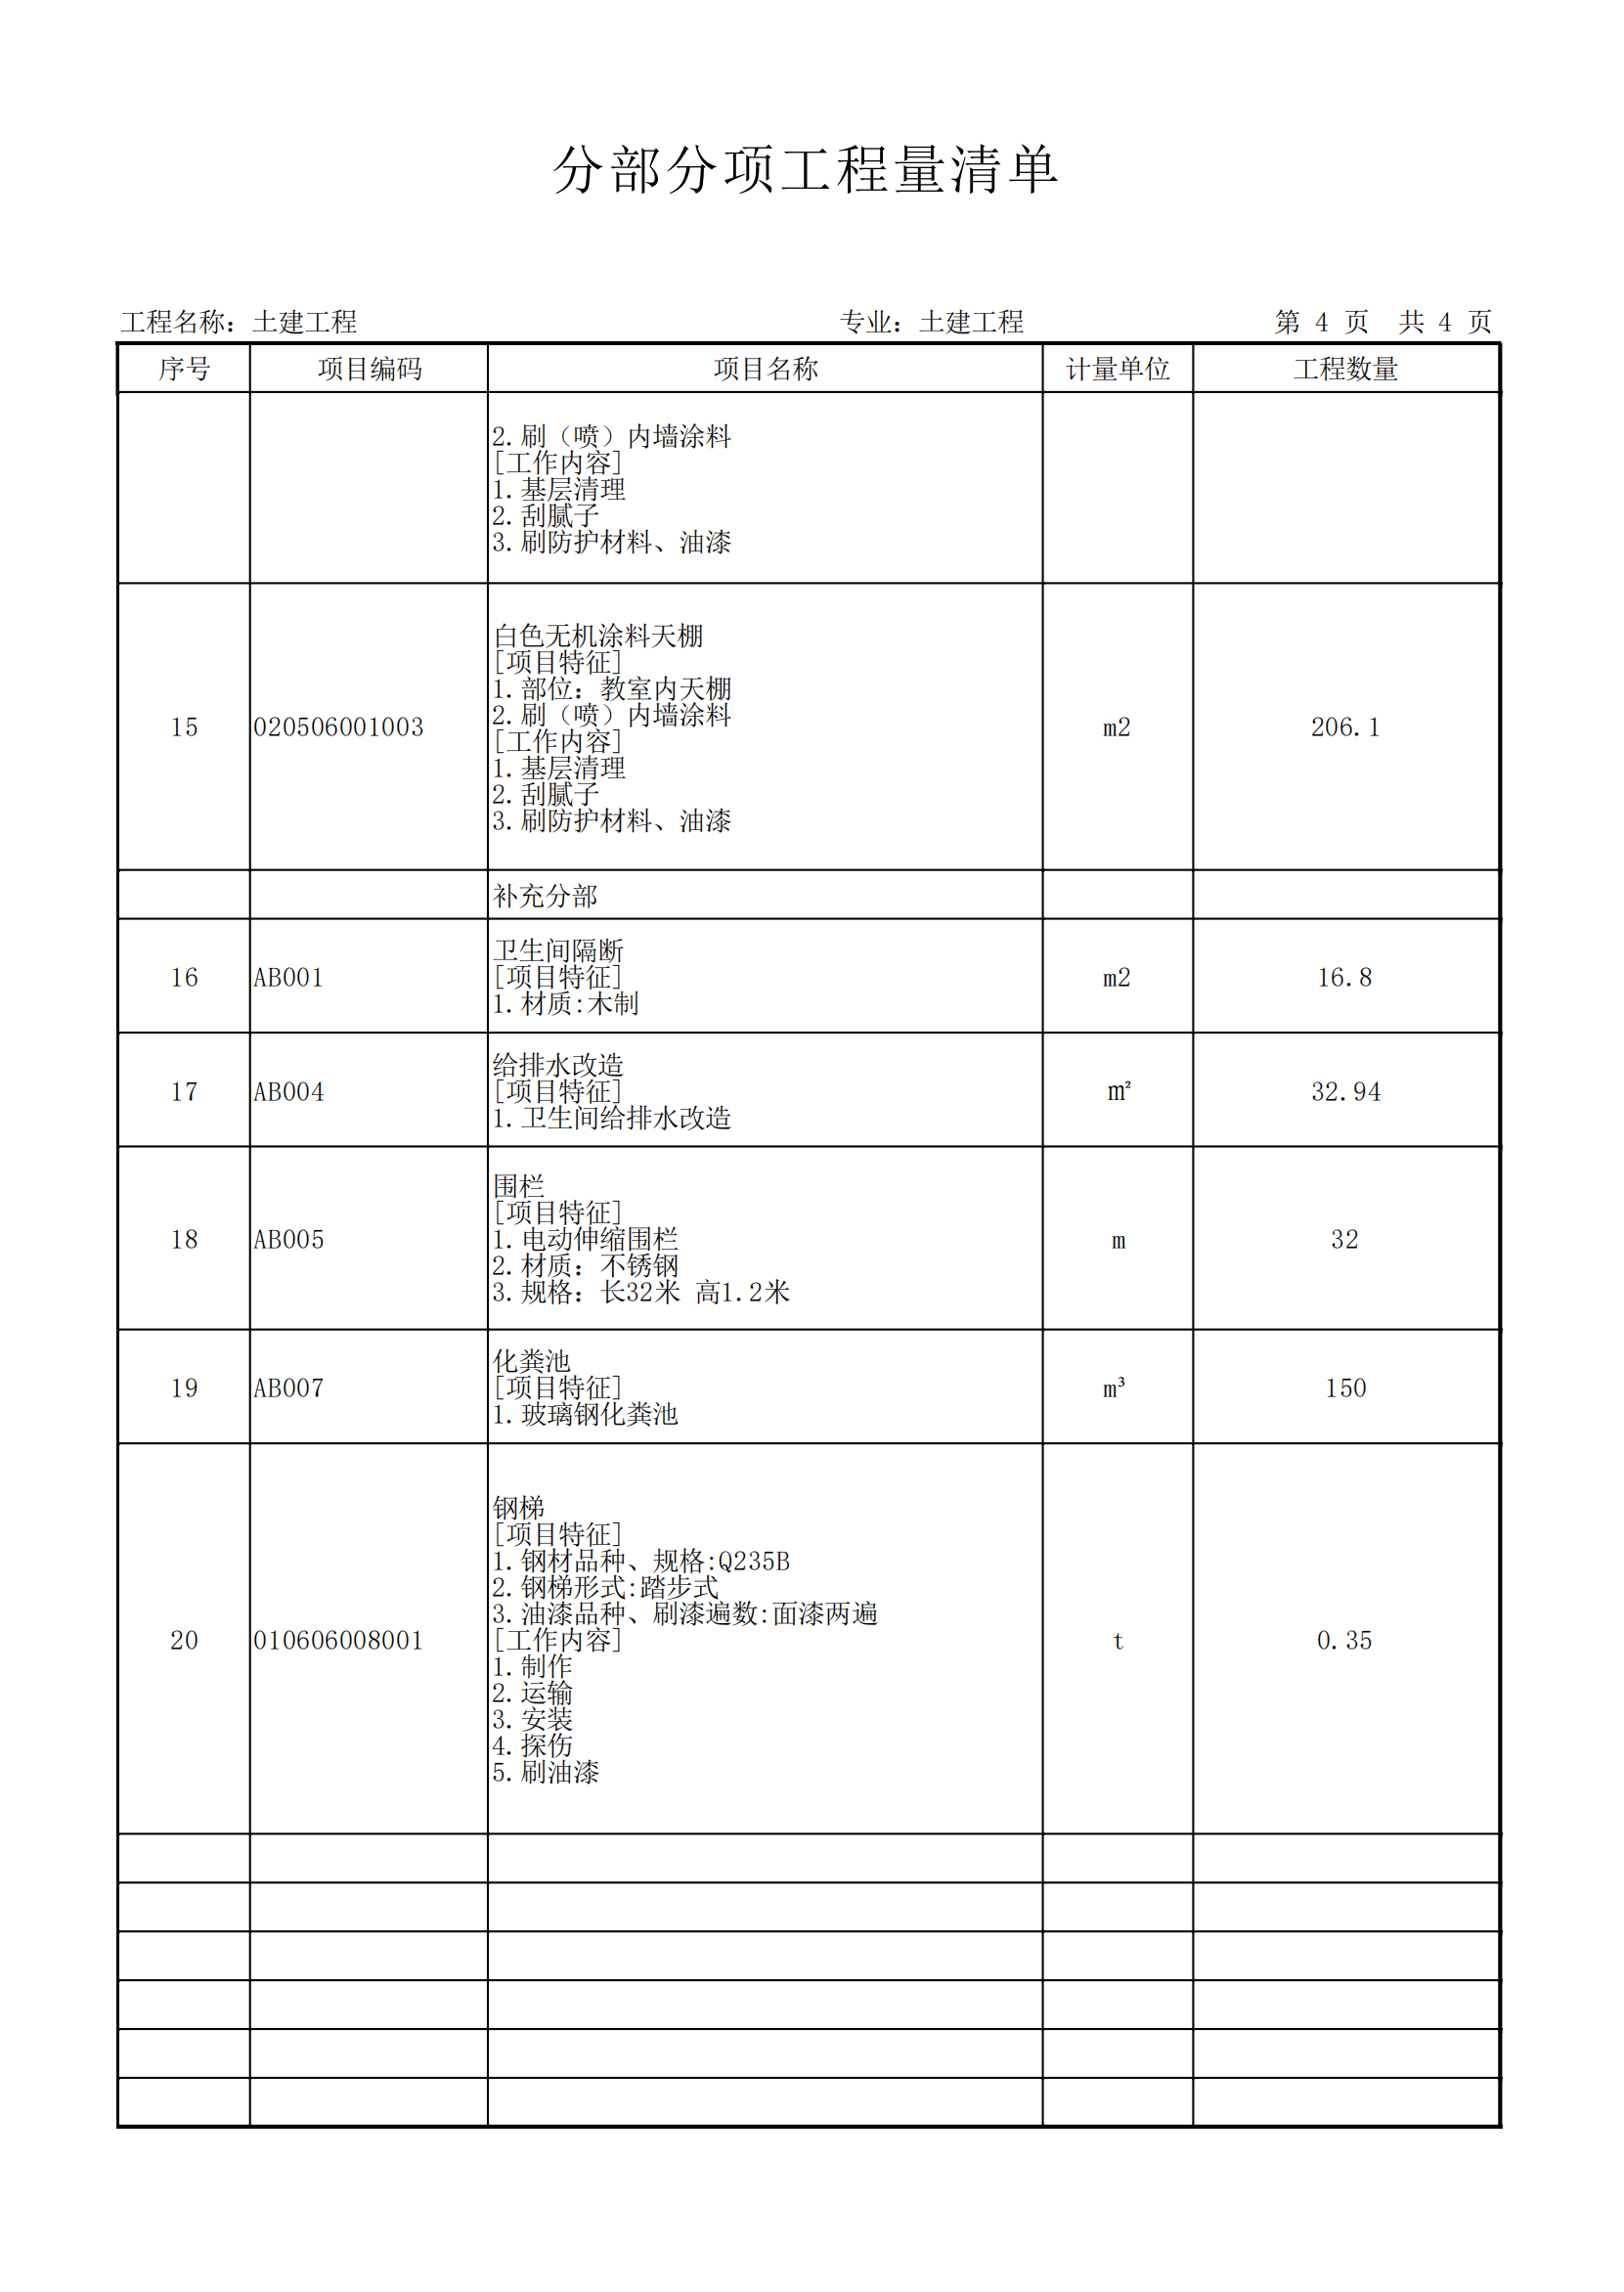 分部分项工程量清单
工程名称：土建工程 专业：土建工程 第 4 页 共 4 页
序号 项目编码 项目名称 计量单位 工程数量
2.刷（喷）内墙涂料
[工作内容]
1.基层清理
2.刮腻子
3.刷防护材料、油漆
15 020506001003 白色无机涂料天棚 m2 206.1
[项目特征]
1.部位：教室内天棚
2.刷（喷）内墙涂料
[工作内容]
1.基层清理
2.刮腻子
3.刷防护材料、油漆
补充分部
16 AB001 卫生间隔断 m2 16.8
[项目特征]
1.材质:木制
17 AB004 给排水改造 m² 32.94
[项目特征]
1.卫生间给排水改造
18 AB005 围栏 m 32
[项目特征]
1.电动伸缩围栏
2.材质：不锈钢
3.规格：长32米 高1.2米
19 AB007 化粪池 m³ 150
[项目特征]
1.玻璃钢化粪池
20 010606008001 钢梯 t 0.35
[项目特征]
1.钢材品种、规格:Q235B
2.钢梯形式:踏步式
3.油漆品种、刷漆遍数:面漆两遍
[工作内容]
1.制作
2.运输
3.安装
4.探伤
5.刷油漆